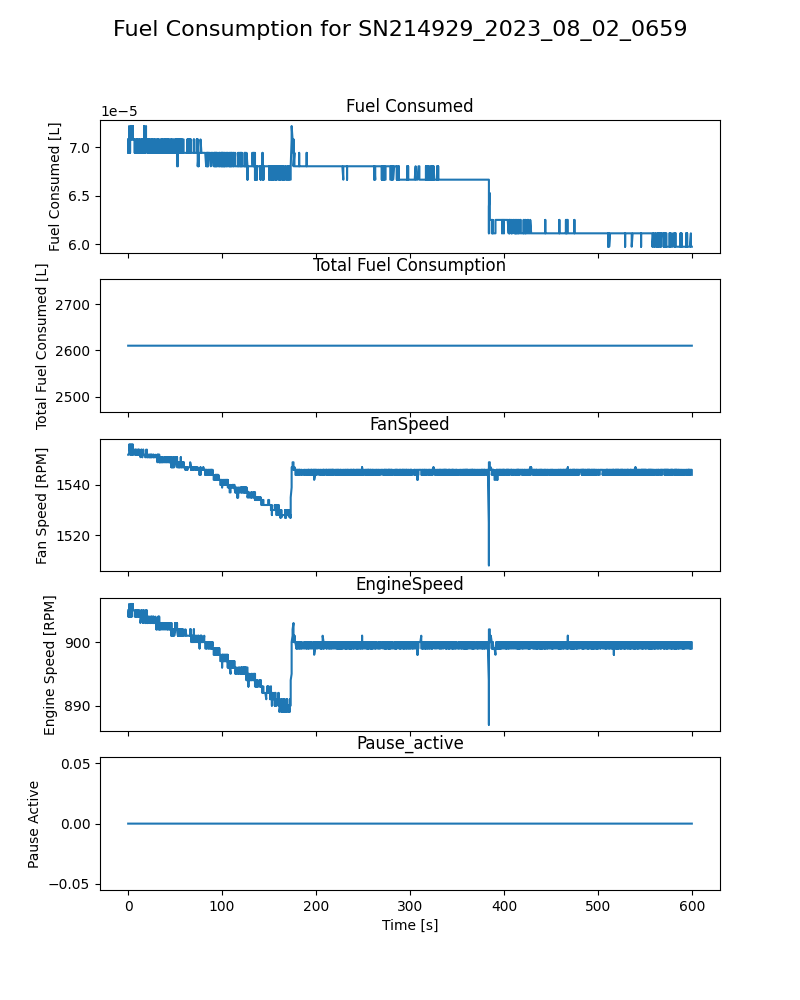 Fuel Consumption for SN214929_2023_08_02_0659
Fuel Consumed
1e−5
Fuel Consumed [L]
7.0
6.5
6.0
Total Fuel Consumption
Total Fuel Consumed [L]
2700
2600
2500
FanSpeed
Fan Speed [RPM]
1540
1520
EngineSpeed
Engine Speed [RPM]
900
890
Pause_active
Pause Active
0.05
0.00
−0.05
0 100 200 300 400 500 600
Time [s]